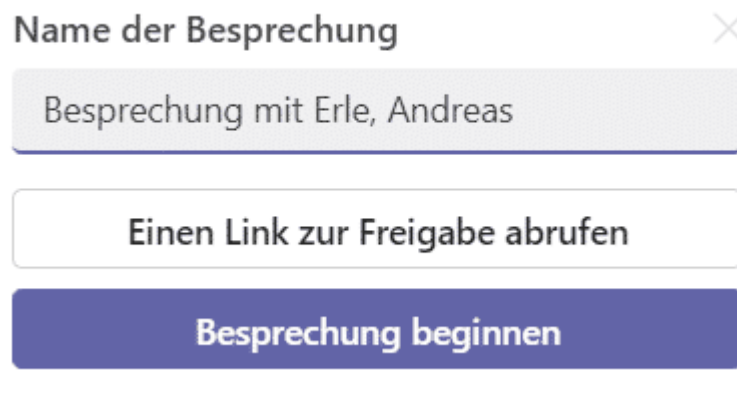 Name der Besprechung
Besprechung mit Erle, Andreas
Einen Link zur Freigabe abrufen
Besprechung beginnen